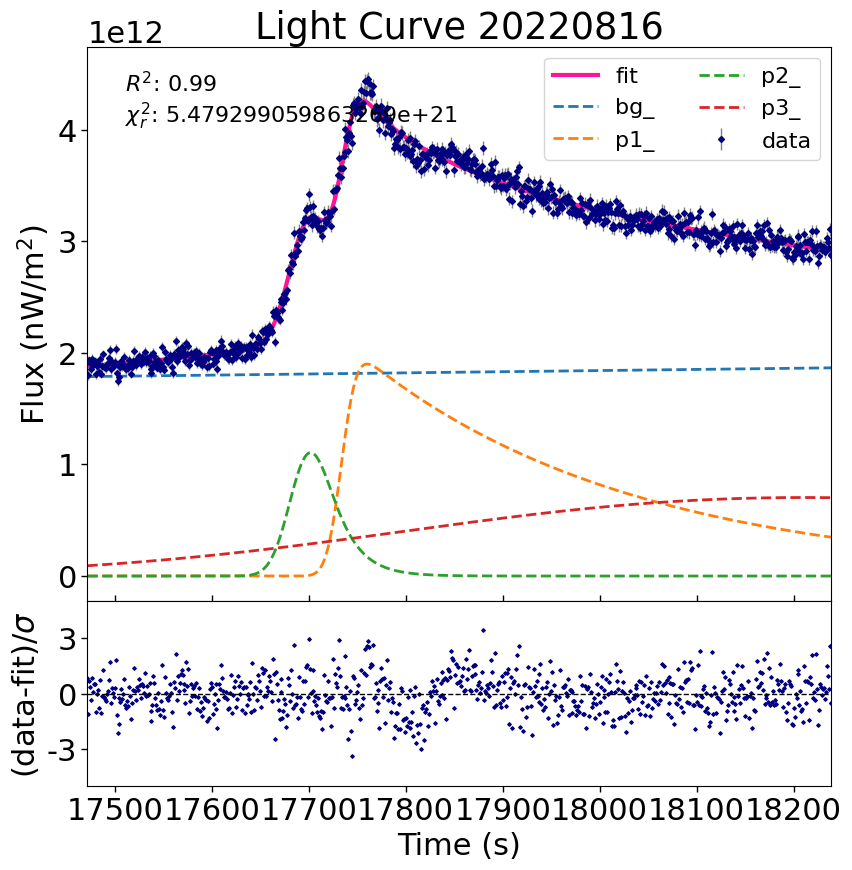 Light Curve 20220816
1e12
R²: 0.99
χ²ᵣ: 5.479299059863269e+21
fit
bg_
p1_
p2_
p3_
data
Flux (nW/m²)
4
3
2
1
0
(data-fit)/σ
3
0
-3
17500 17600 17700 17800 17900 18000 18100 18200
Time (s)